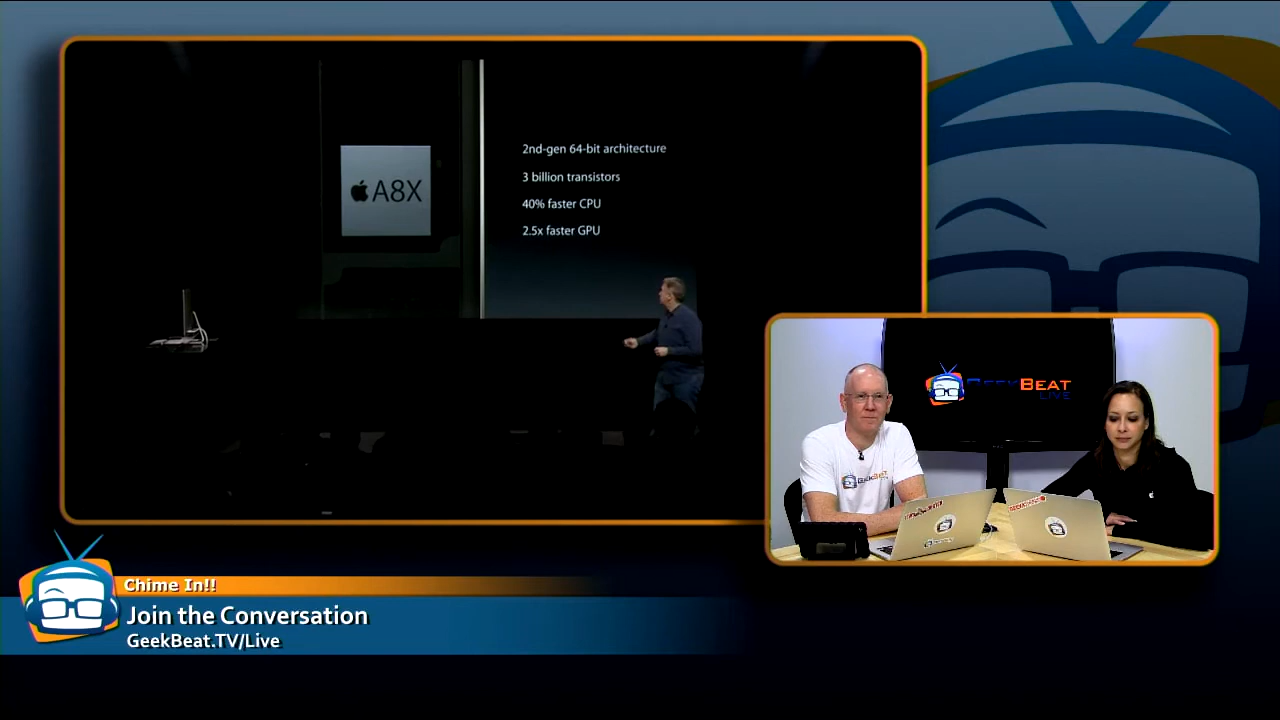 A8X
2nd-gen 64-bit architecture
3 billion transistors
40% faster CPU
2.5x faster GPU
GEEKBEAT
LIVE
GEEKBEAT
Chime In!!
Join the Conversation
GeekBeat.TV/Live